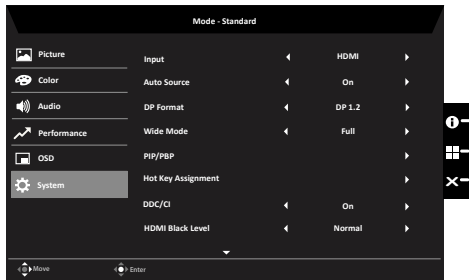 Mode - Standard
Picture
Color
Audio
Performance
OSD
System
Input HDMI
Auto Source On
DP Format DP 1.2
Wide Mode Full
PIP/PBP
Hot Key Assignment
DDC/CI On
HDMI Black Level Normal
Move Enter